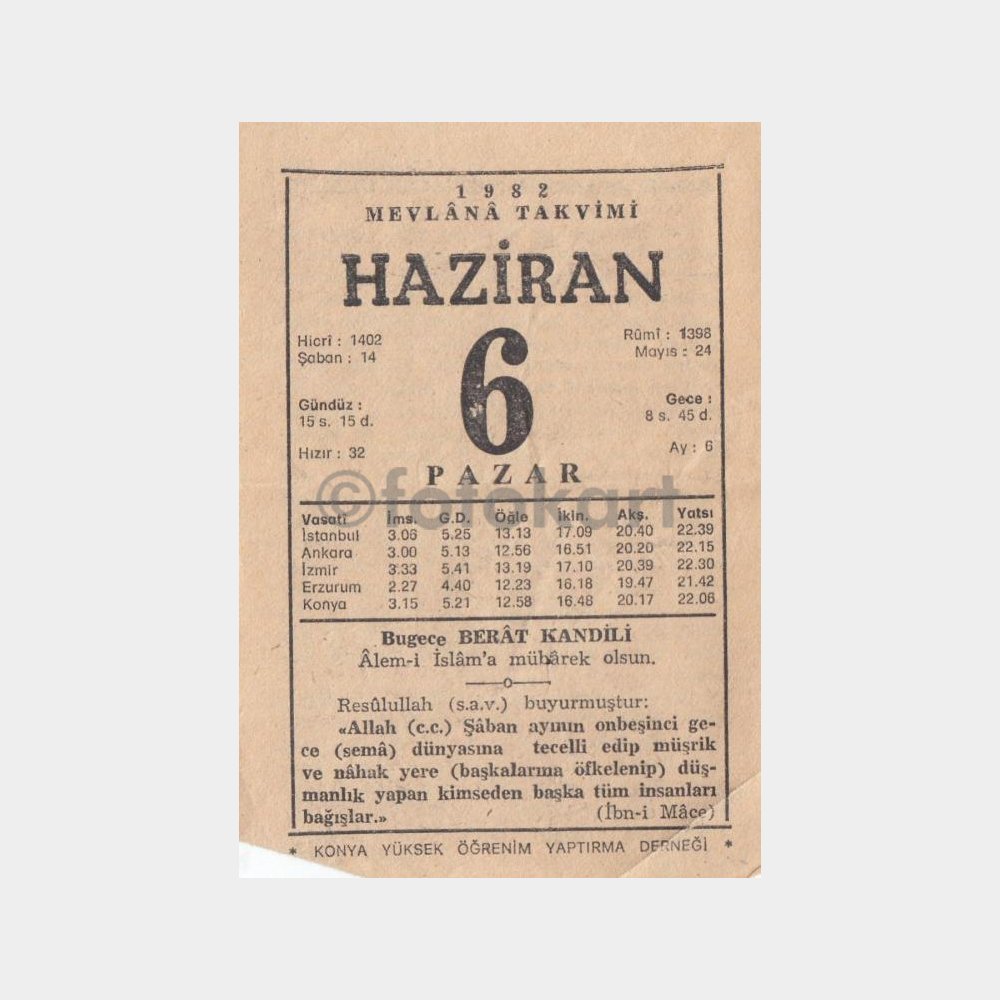 1982
MEVLÂNÂ TAKVİMİ
HAZİRAN
Hicrî : 1402
Şaban : 14
Rûmî : 1398
Mayıs : 24
6
Gündüz :
15 s. 15 d.
Gece :
8 s. 45 d.
Hızır : 32
Ay : 6
PAZAR
©fotokart
Vasatî İms. G.D. Öğle İkin. Akş. Yatsı
İstanbul 3.06 5.25 13.13 17.09 20.40 22.39
Ankara 3.00 5.13 12.56 16.51 20.20 22.15
İzmir 3.33 5.41 13.19 17.10 20.39 22.30
Erzurum 2.27 4.40 12.23 16.18 19.47 21.42
Konya 3.15 5.21 12.58 16.48 20.17 22.06
Bugece BERÂT KANDİLİ
Âlem-i İslâm'a mübârek olsun.
Resûlullah (s.a.v.) buyurmuştur:
«Allah (c.c.) Şâban ayının onbeşinci ge-
ce (semâ) dünyasına tecelli edip müşrik
ve nâhak yere (başkalarına öfkelenip) düş-
manlık yapan kimseden başka tüm insanları
bağışlar.» (İbn-i Mâce)
* KONYA YÜKSEK ÖĞRENİM YAPTIRMA DERNEĞİ *